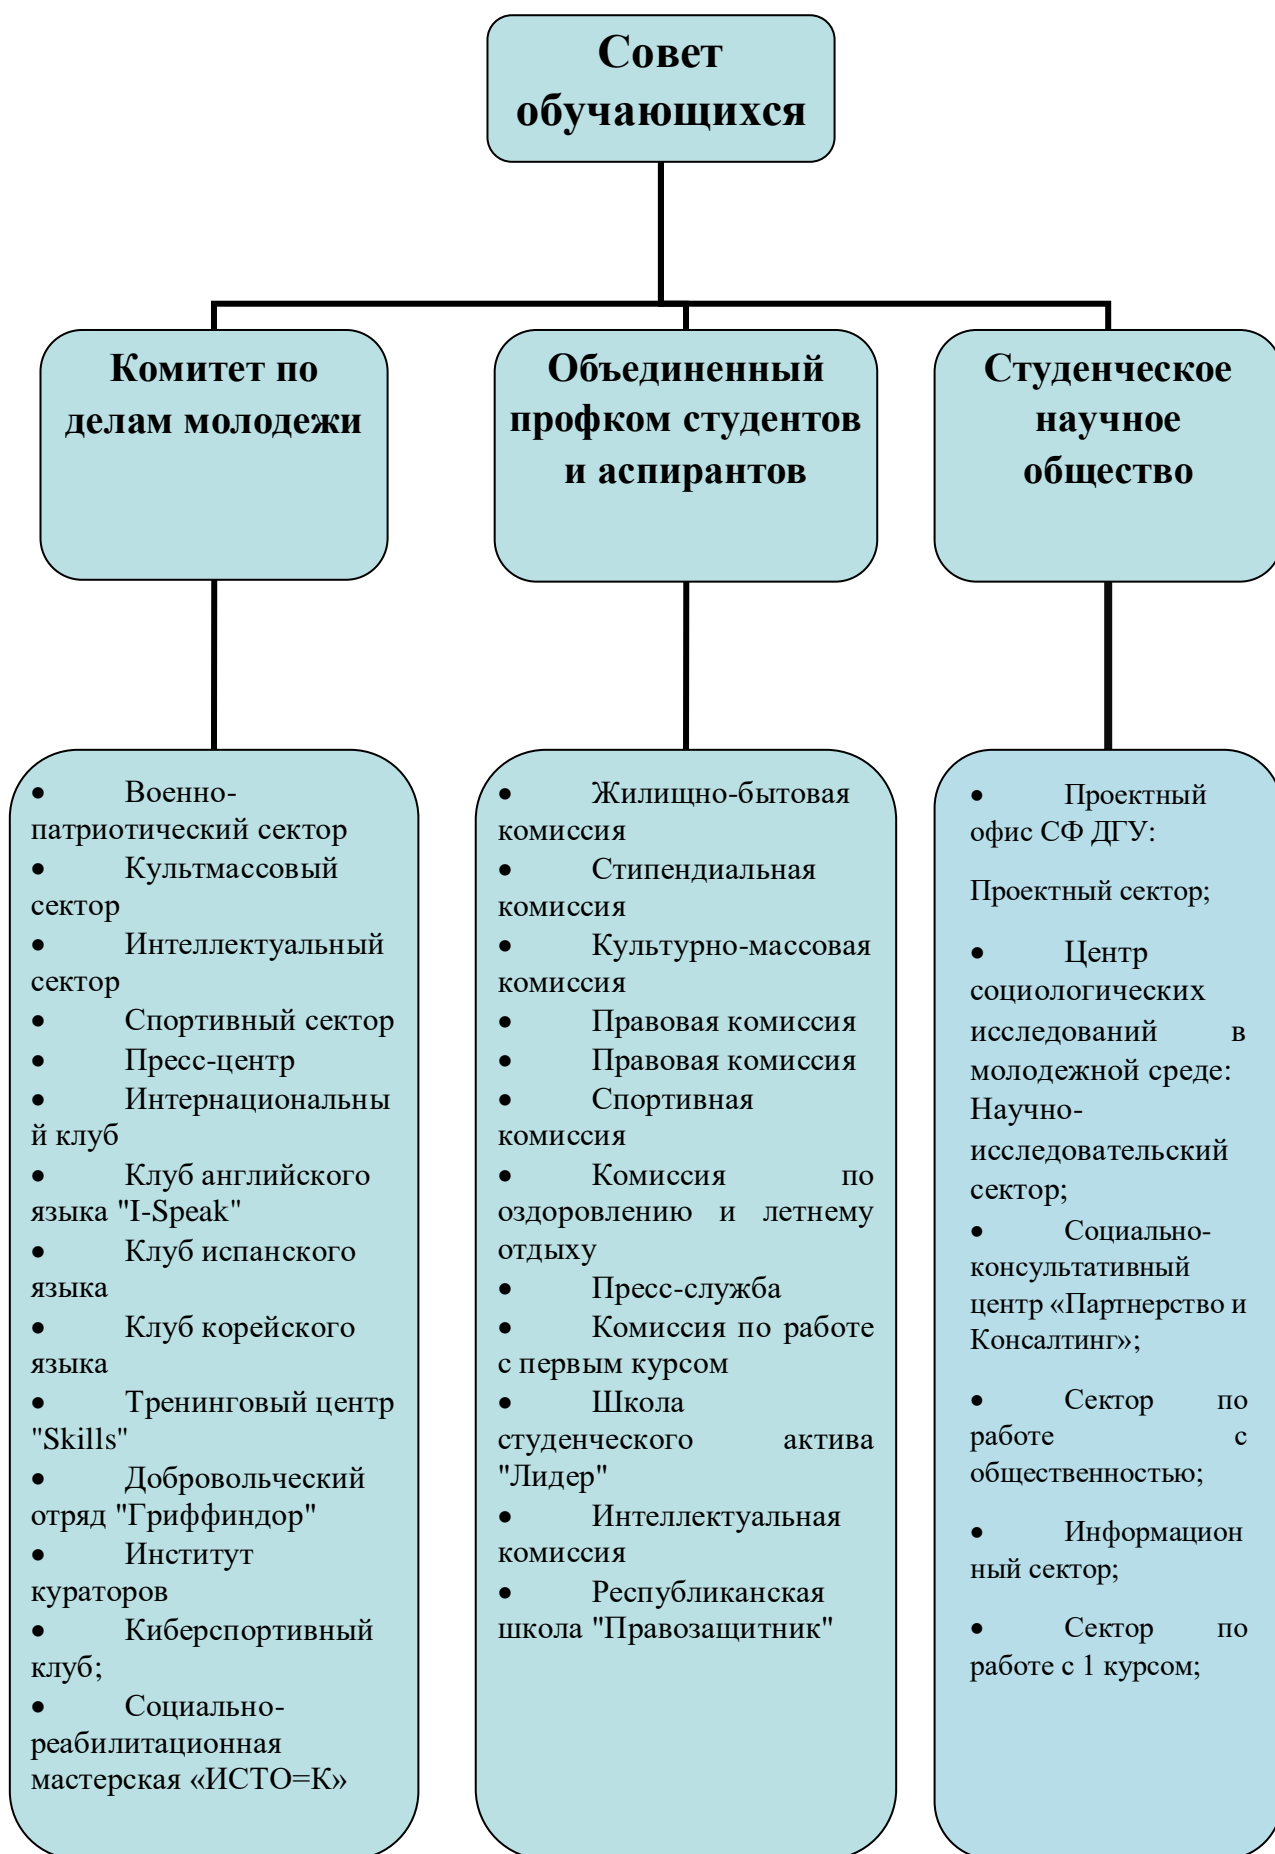 Совет
обучающихся
Комитет по
делам молодежи
Объединенный
профком студентов
и аспирантов
Студенческое
научное
общество
• Военно-
патриотический сектор
• Культмассовый
сектор
• Интеллектуальный
сектор
• Спортивный сектор
• Пресс-центр
• Интернациональны
й клуб
• Клуб английского
языка "I-Speak"
• Клуб испанского
языка
• Клуб корейского
языка
• Тренинговый центр
"Skills"
• Добровольческий
отряд "Гриффиндор"
• Институт
кураторов
• Киберспортивный
клуб;
• Социально-
реабилитационная
мастерская «ИСТО=К»
• Жилищно-бытовая
комиссия
• Стипендиальная
комиссия
• Культурно-массовая
комиссия
• Правовая комиссия
• Правовая комиссия
• Спортивная
комиссия
• Комиссия по
оздоровлению и летнему
отдыху
• Пресс-служба
• Комиссия по работе
с первым курсом
• Школа
студенческого актива
"Лидер"
• Интеллектуальная
комиссия
• Республиканская
школа "Правозащитник"
• Проектный
офис СФ ДГУ:
Проектный сектор;
• Центр
социологических
исследований в
молодежной среде:
Научно-
исследовательский
сектор;
• Социально-
консультативный
центр «Партнерство и
Консалтинг»;
• Сектор по
работе с
общественностью;
• Информацион
ный сектор;
• Сектор по
работе с 1 курсом;